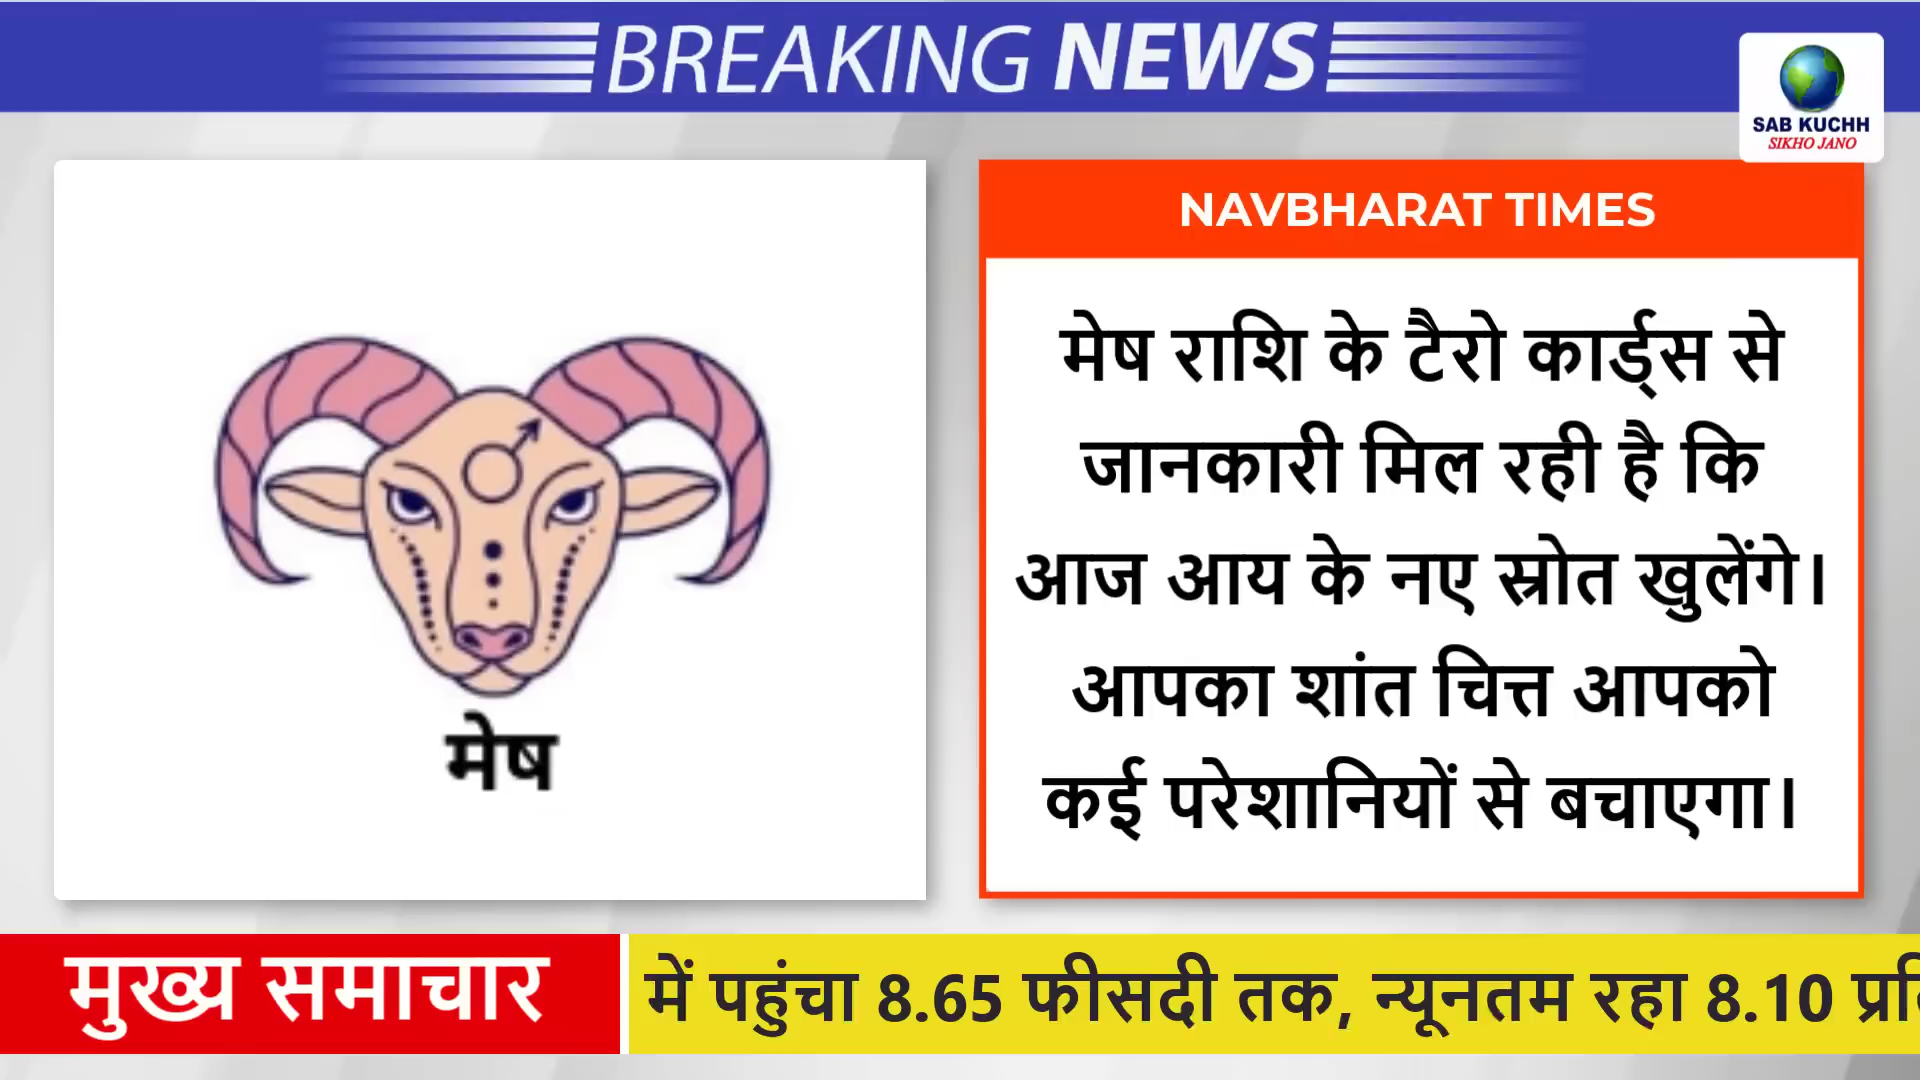 BREAKING NEWS
SAB KUCHH
SIKHO JANO
NAVBHARAT TIMES
मेष राशि के टैरो कार्ड्स से
जानकारी मिल रही है कि
आज आय के नए स्रोत खुलेंगे।
आपका शांत चित्त आपको
कई परेशानियों से बचाएगा।
मेष
मुख्य समाचार
में पहुंचा 8.65 फीसदी तक, न्यूनतम रहा 8.10